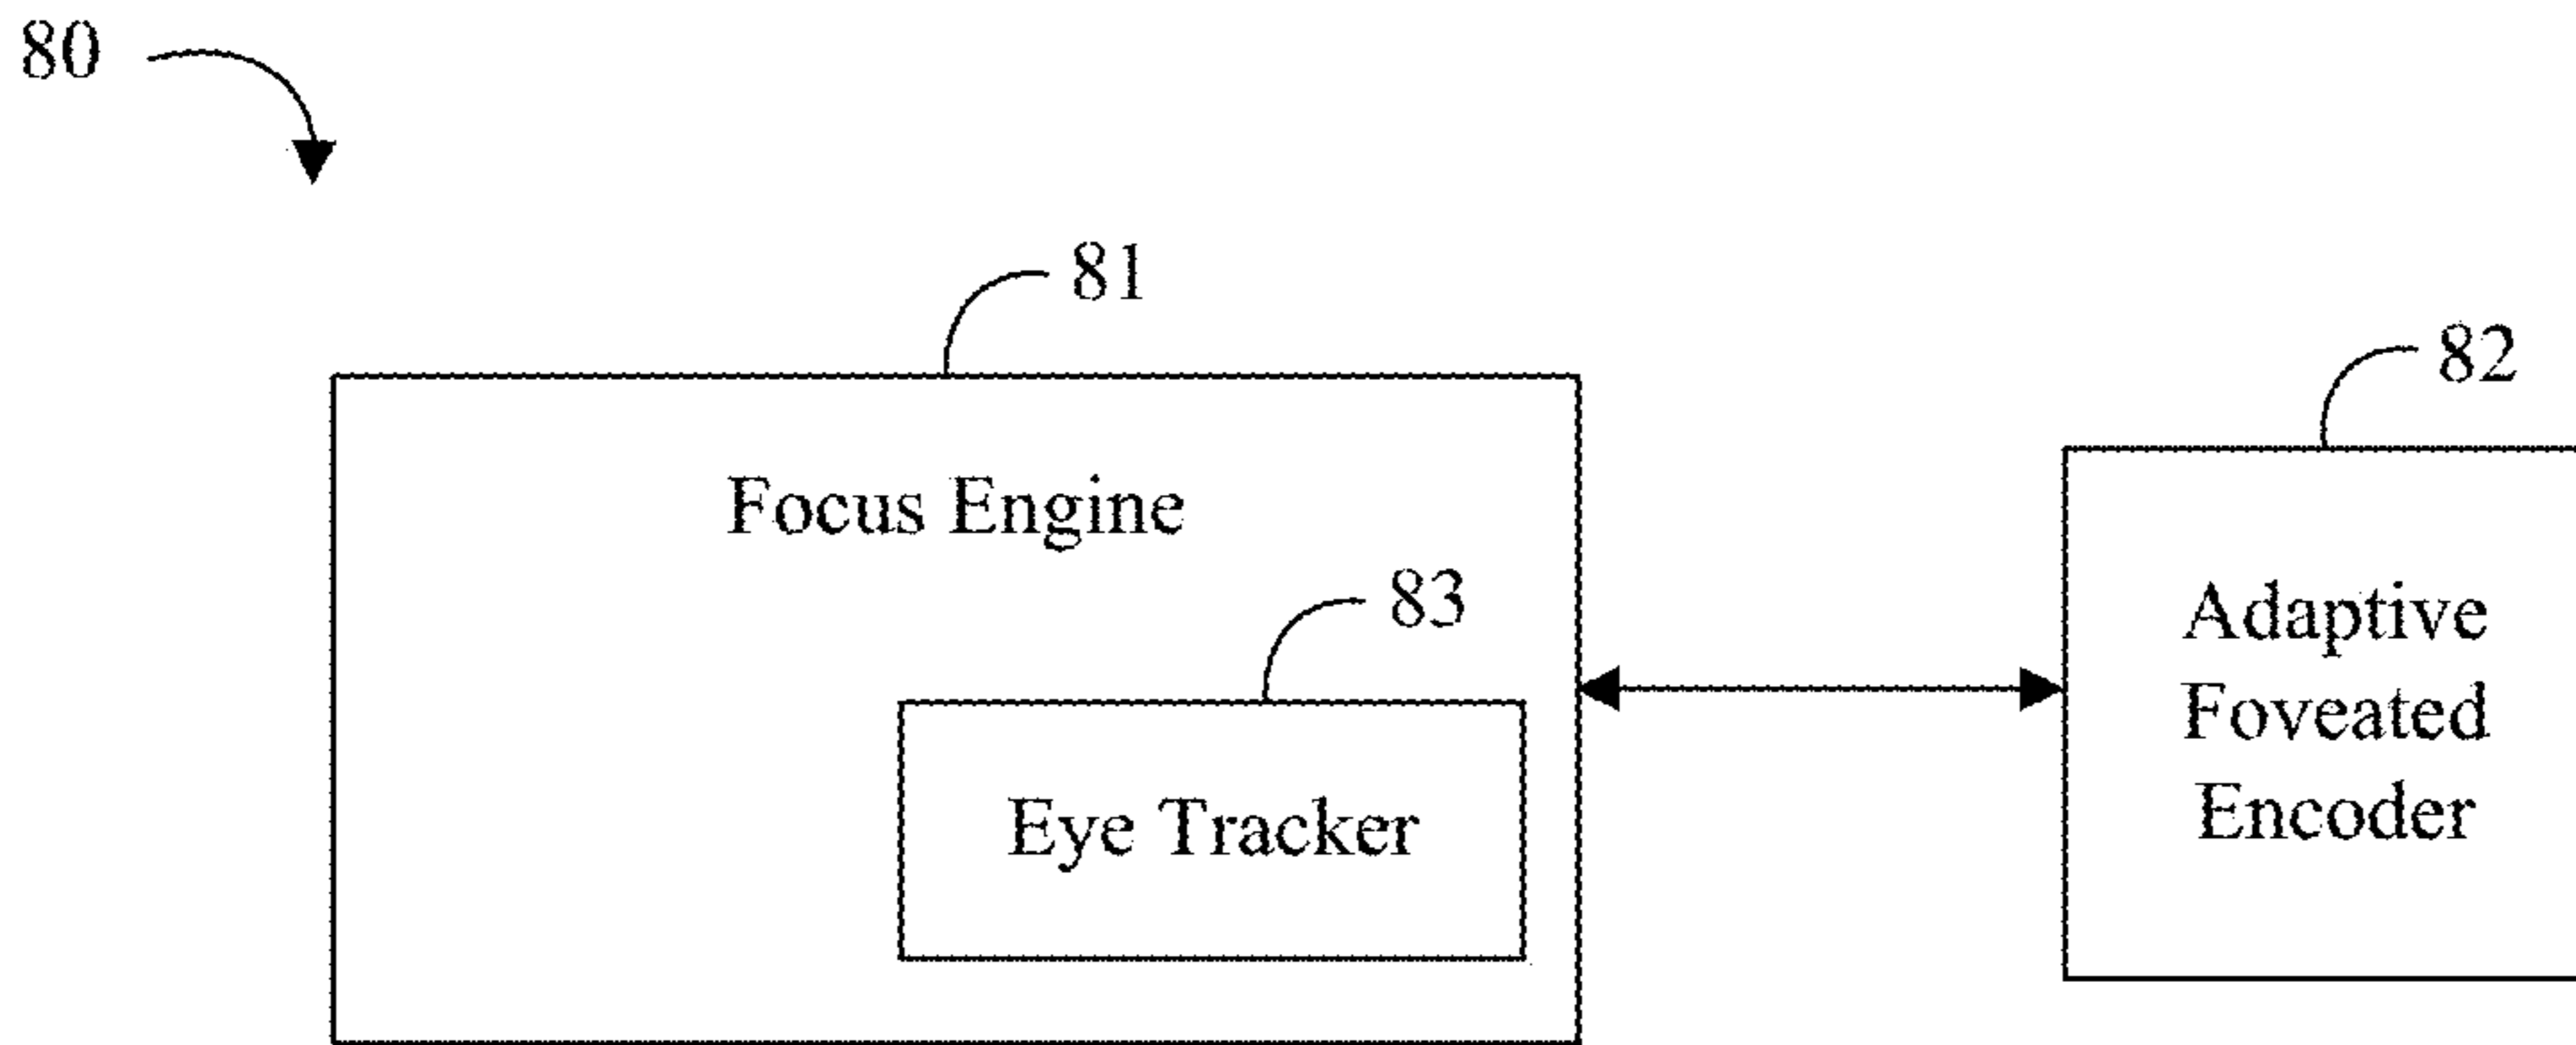 80
81
82
Focus Engine
83
Adaptive
Foveated
Encoder
Eye Tracker